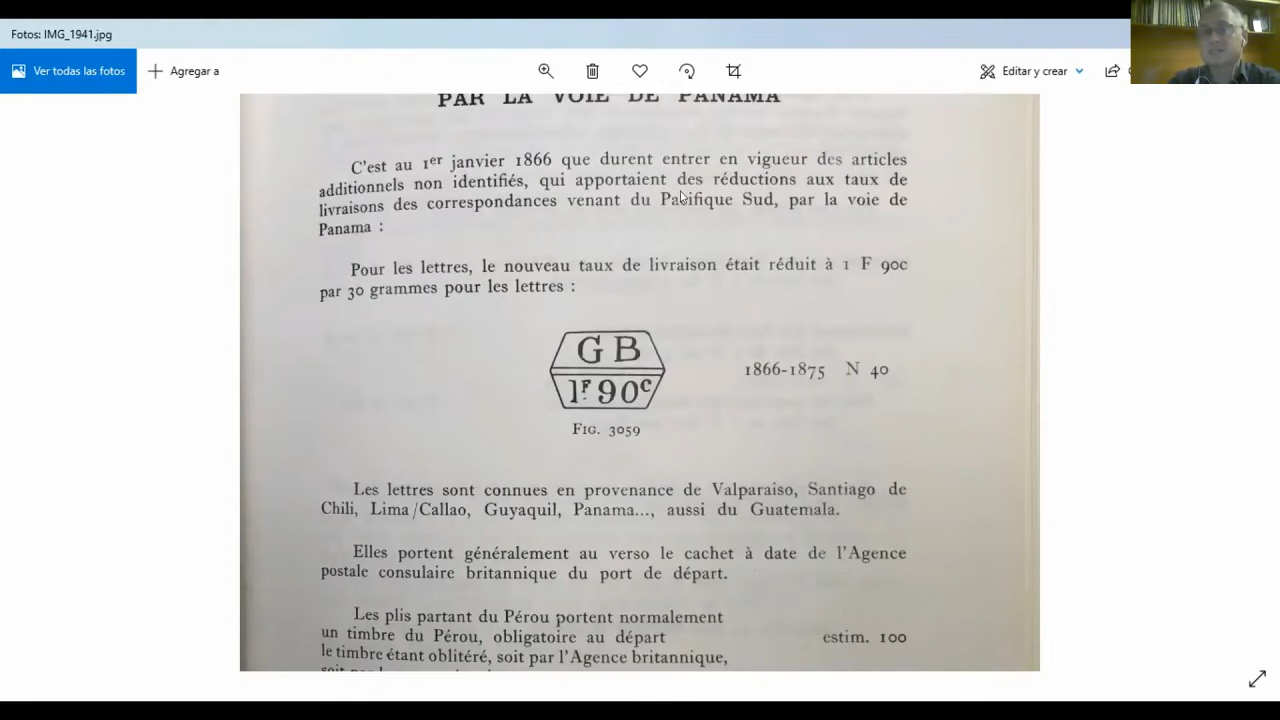 Fotos: IMG_1941.jpg
Ver todas las fotos
Agregar a
Editar y crear
PAR LA VOIE DE PANAMA
C'est au 1er janvier 1866 que durent entrer en vigueur des articles
additionnels non identifiés, qui apportaient des réductions aux taux de
livraisons des correspondances venant du Pacifique Sud, par la voie de
Panama :
Pour les lettres, le nouveau taux de livraison était réduit à 1 F 90c
par 30 grammes pour les lettres :
GB
1F.90c
1866-1875 N 40
FIG. 3059
Les lettres sont connues en provenance de Valparaiso, Santiago de
Chili, Lima/Callao, Guyaquil, Panama..., aussi du Guatemala.
Elles portent généralement au verso le cachet à date de l'Agence
postale consulaire britannique du port de départ.
Les plis partant du Pérou portent normalement
un timbre du Pérou, obligatoire au départ estim. 100
le timbre étant oblitéré, soit par l'Agence britannique,